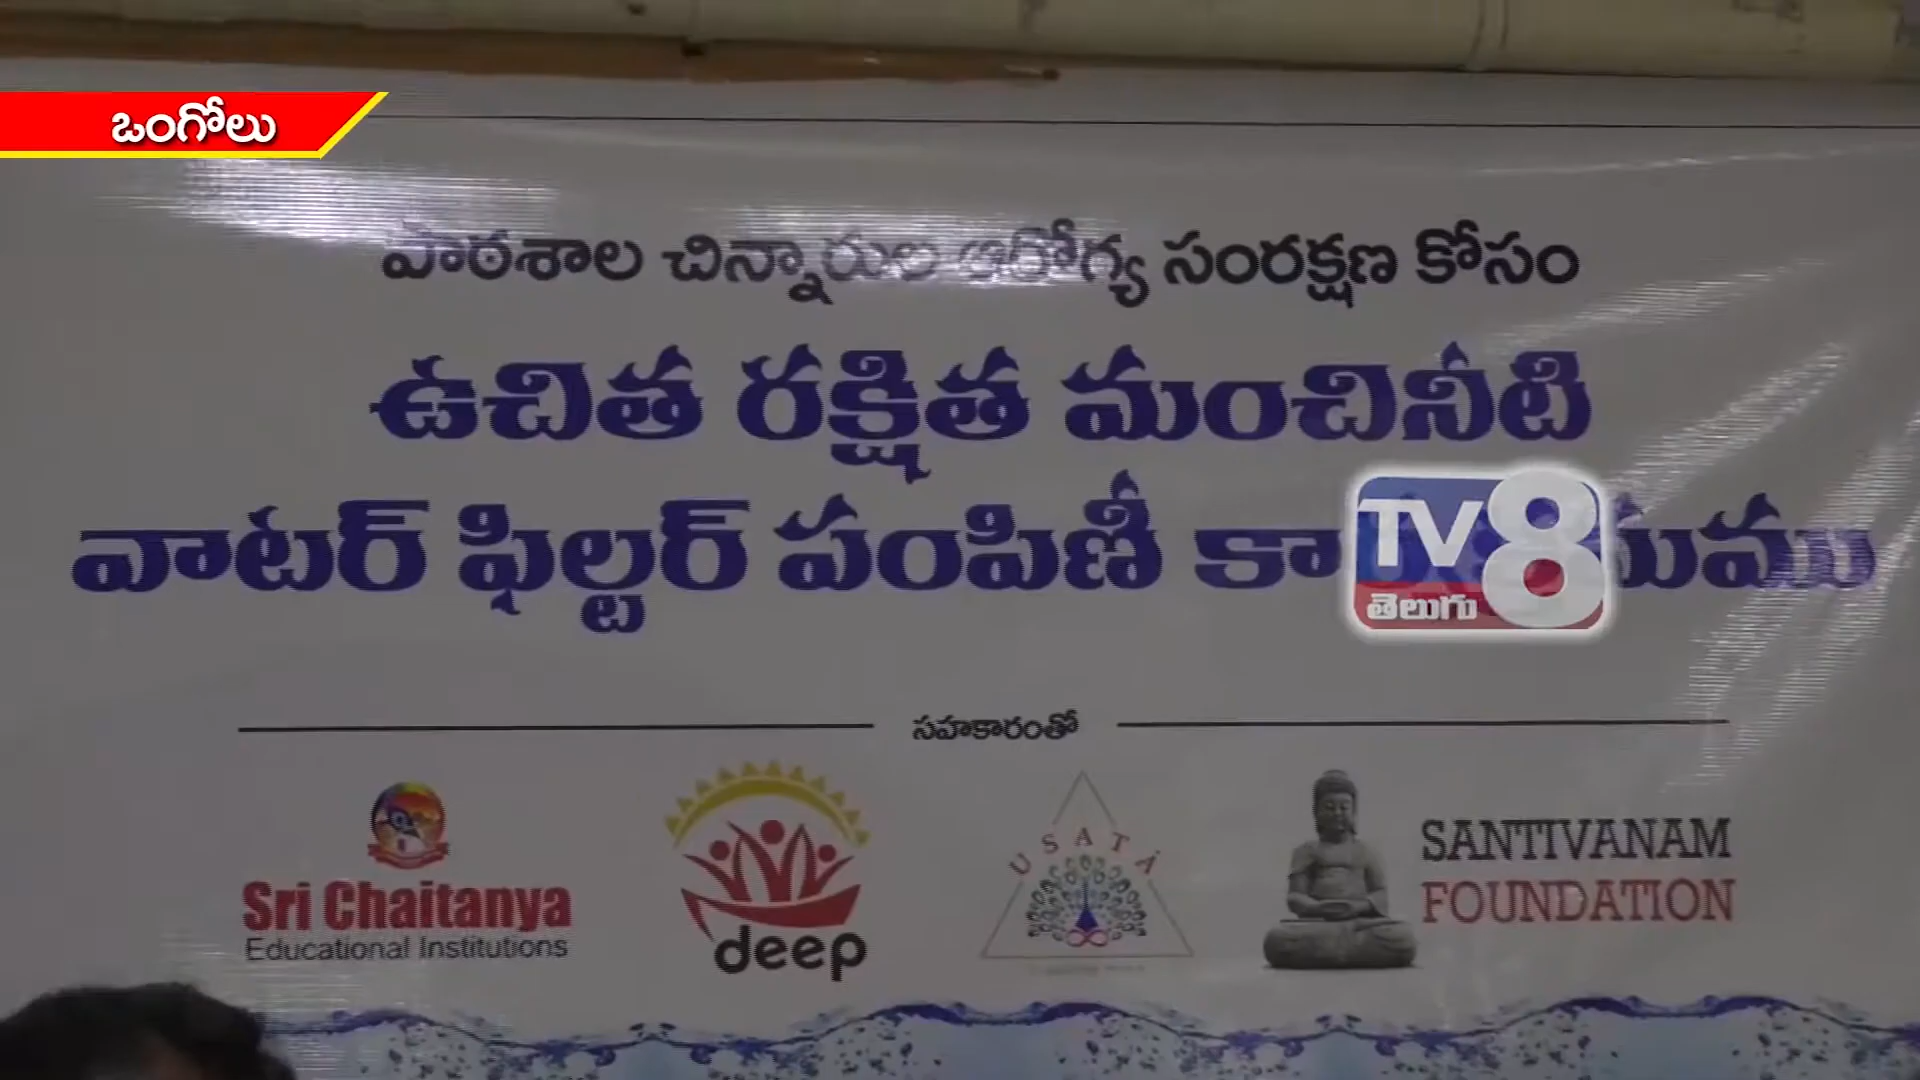 ఒంగోలు
పాఠశాల చిన్నారుల ఆరోగ్య సంరక్షణ కోసం
ఉచిత రక్షిత మంచినీటి
వాటర్ ఫిల్టర్ పంపిణీ
TV8
తెలుగు
సహకారంతో
Sri Chaitanya
Educational Institutions
deep
USATA
SANTIVANAM
FOUNDATION